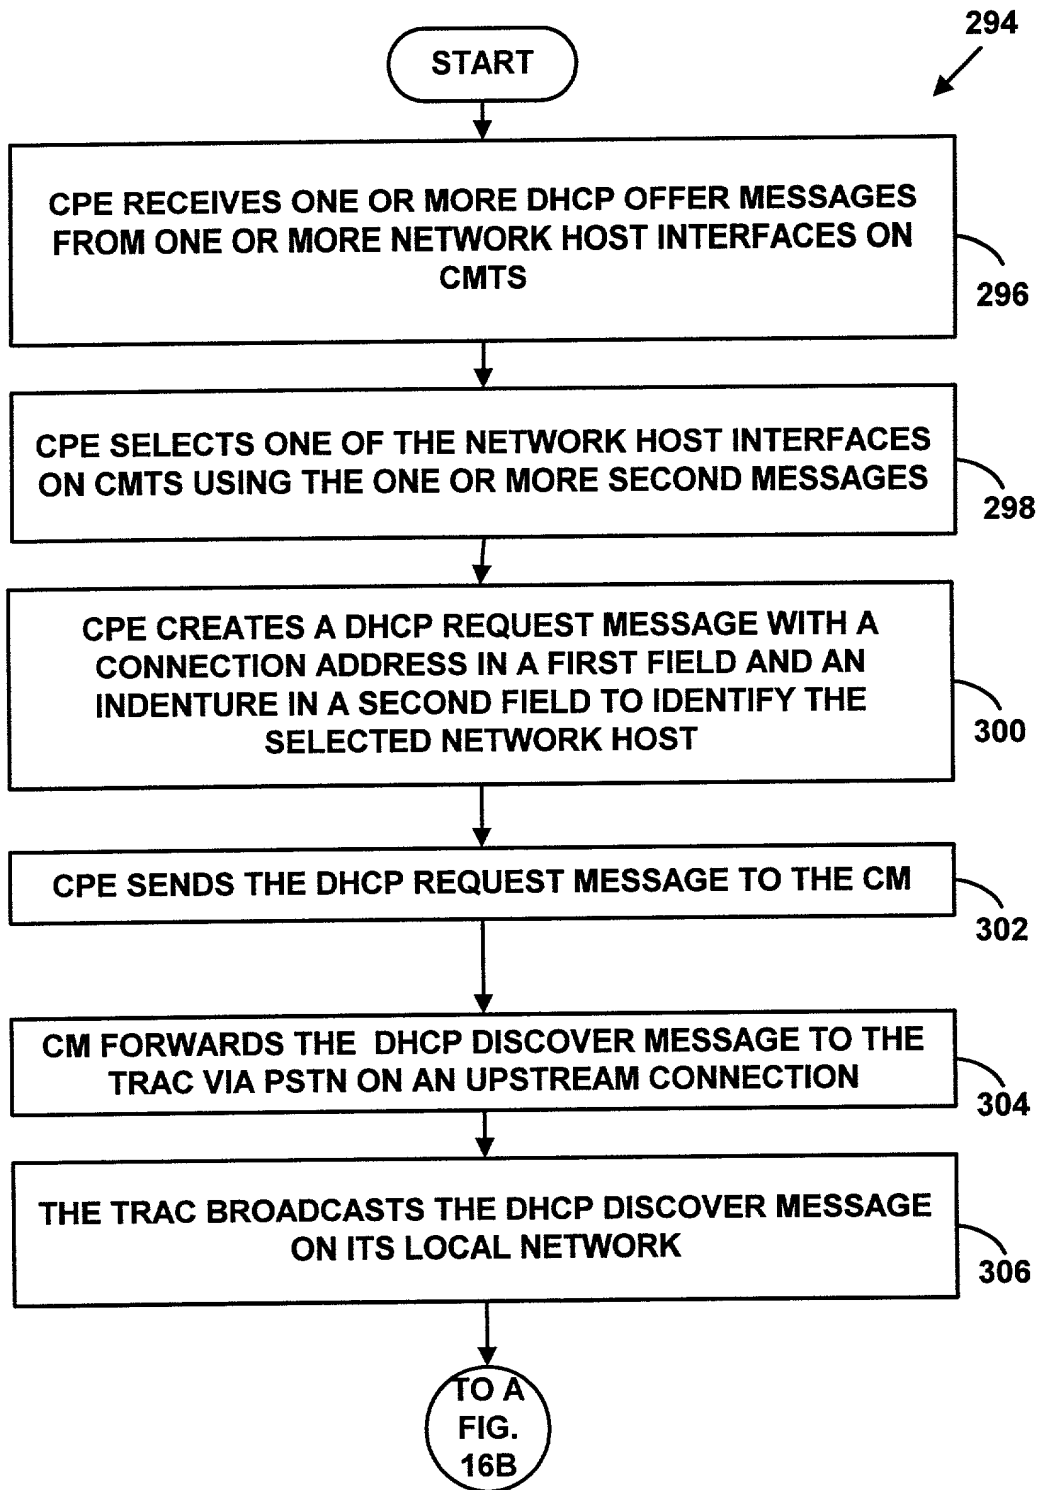 294
START
CPE RECEIVES ONE OR MORE DHCP OFFER MESSAGES
FROM ONE OR MORE NETWORK HOST INTERFACES ON
CMTS
296
CPE SELECTS ONE OF THE NETWORK HOST INTERFACES
ON CMTS USING THE ONE OR MORE SECOND MESSAGES
298
CPE CREATES A DHCP REQUEST MESSAGE WITH A
CONNECTION ADDRESS IN A FIRST FIELD AND AN
INDENTURE IN A SECOND FIELD TO IDENTIFY THE
SELECTED NETWORK HOST
300
CPE SENDS THE DHCP REQUEST MESSAGE TO THE CM
302
CM FORWARDS THE DHCP DISCOVER MESSAGE TO THE
TRAC VIA PSTN ON AN UPSTREAM CONNECTION
304
THE TRAC BROADCASTS THE DHCP DISCOVER MESSAGE
ON ITS LOCAL NETWORK
306
TO A
FIG.
16B